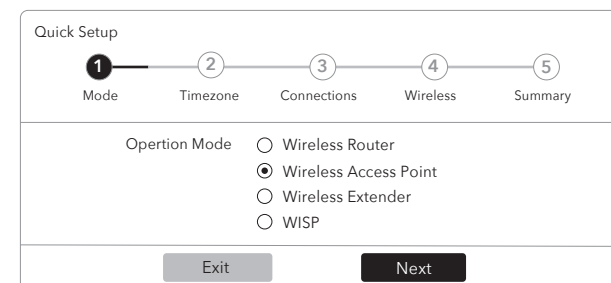 Quick Setup
1 2 3 4 5
Mode Timezone Connections Wireless Summary
Opertion Mode Wireless Router
Wireless Access Point
Wireless Extender
WISP
Exit Next